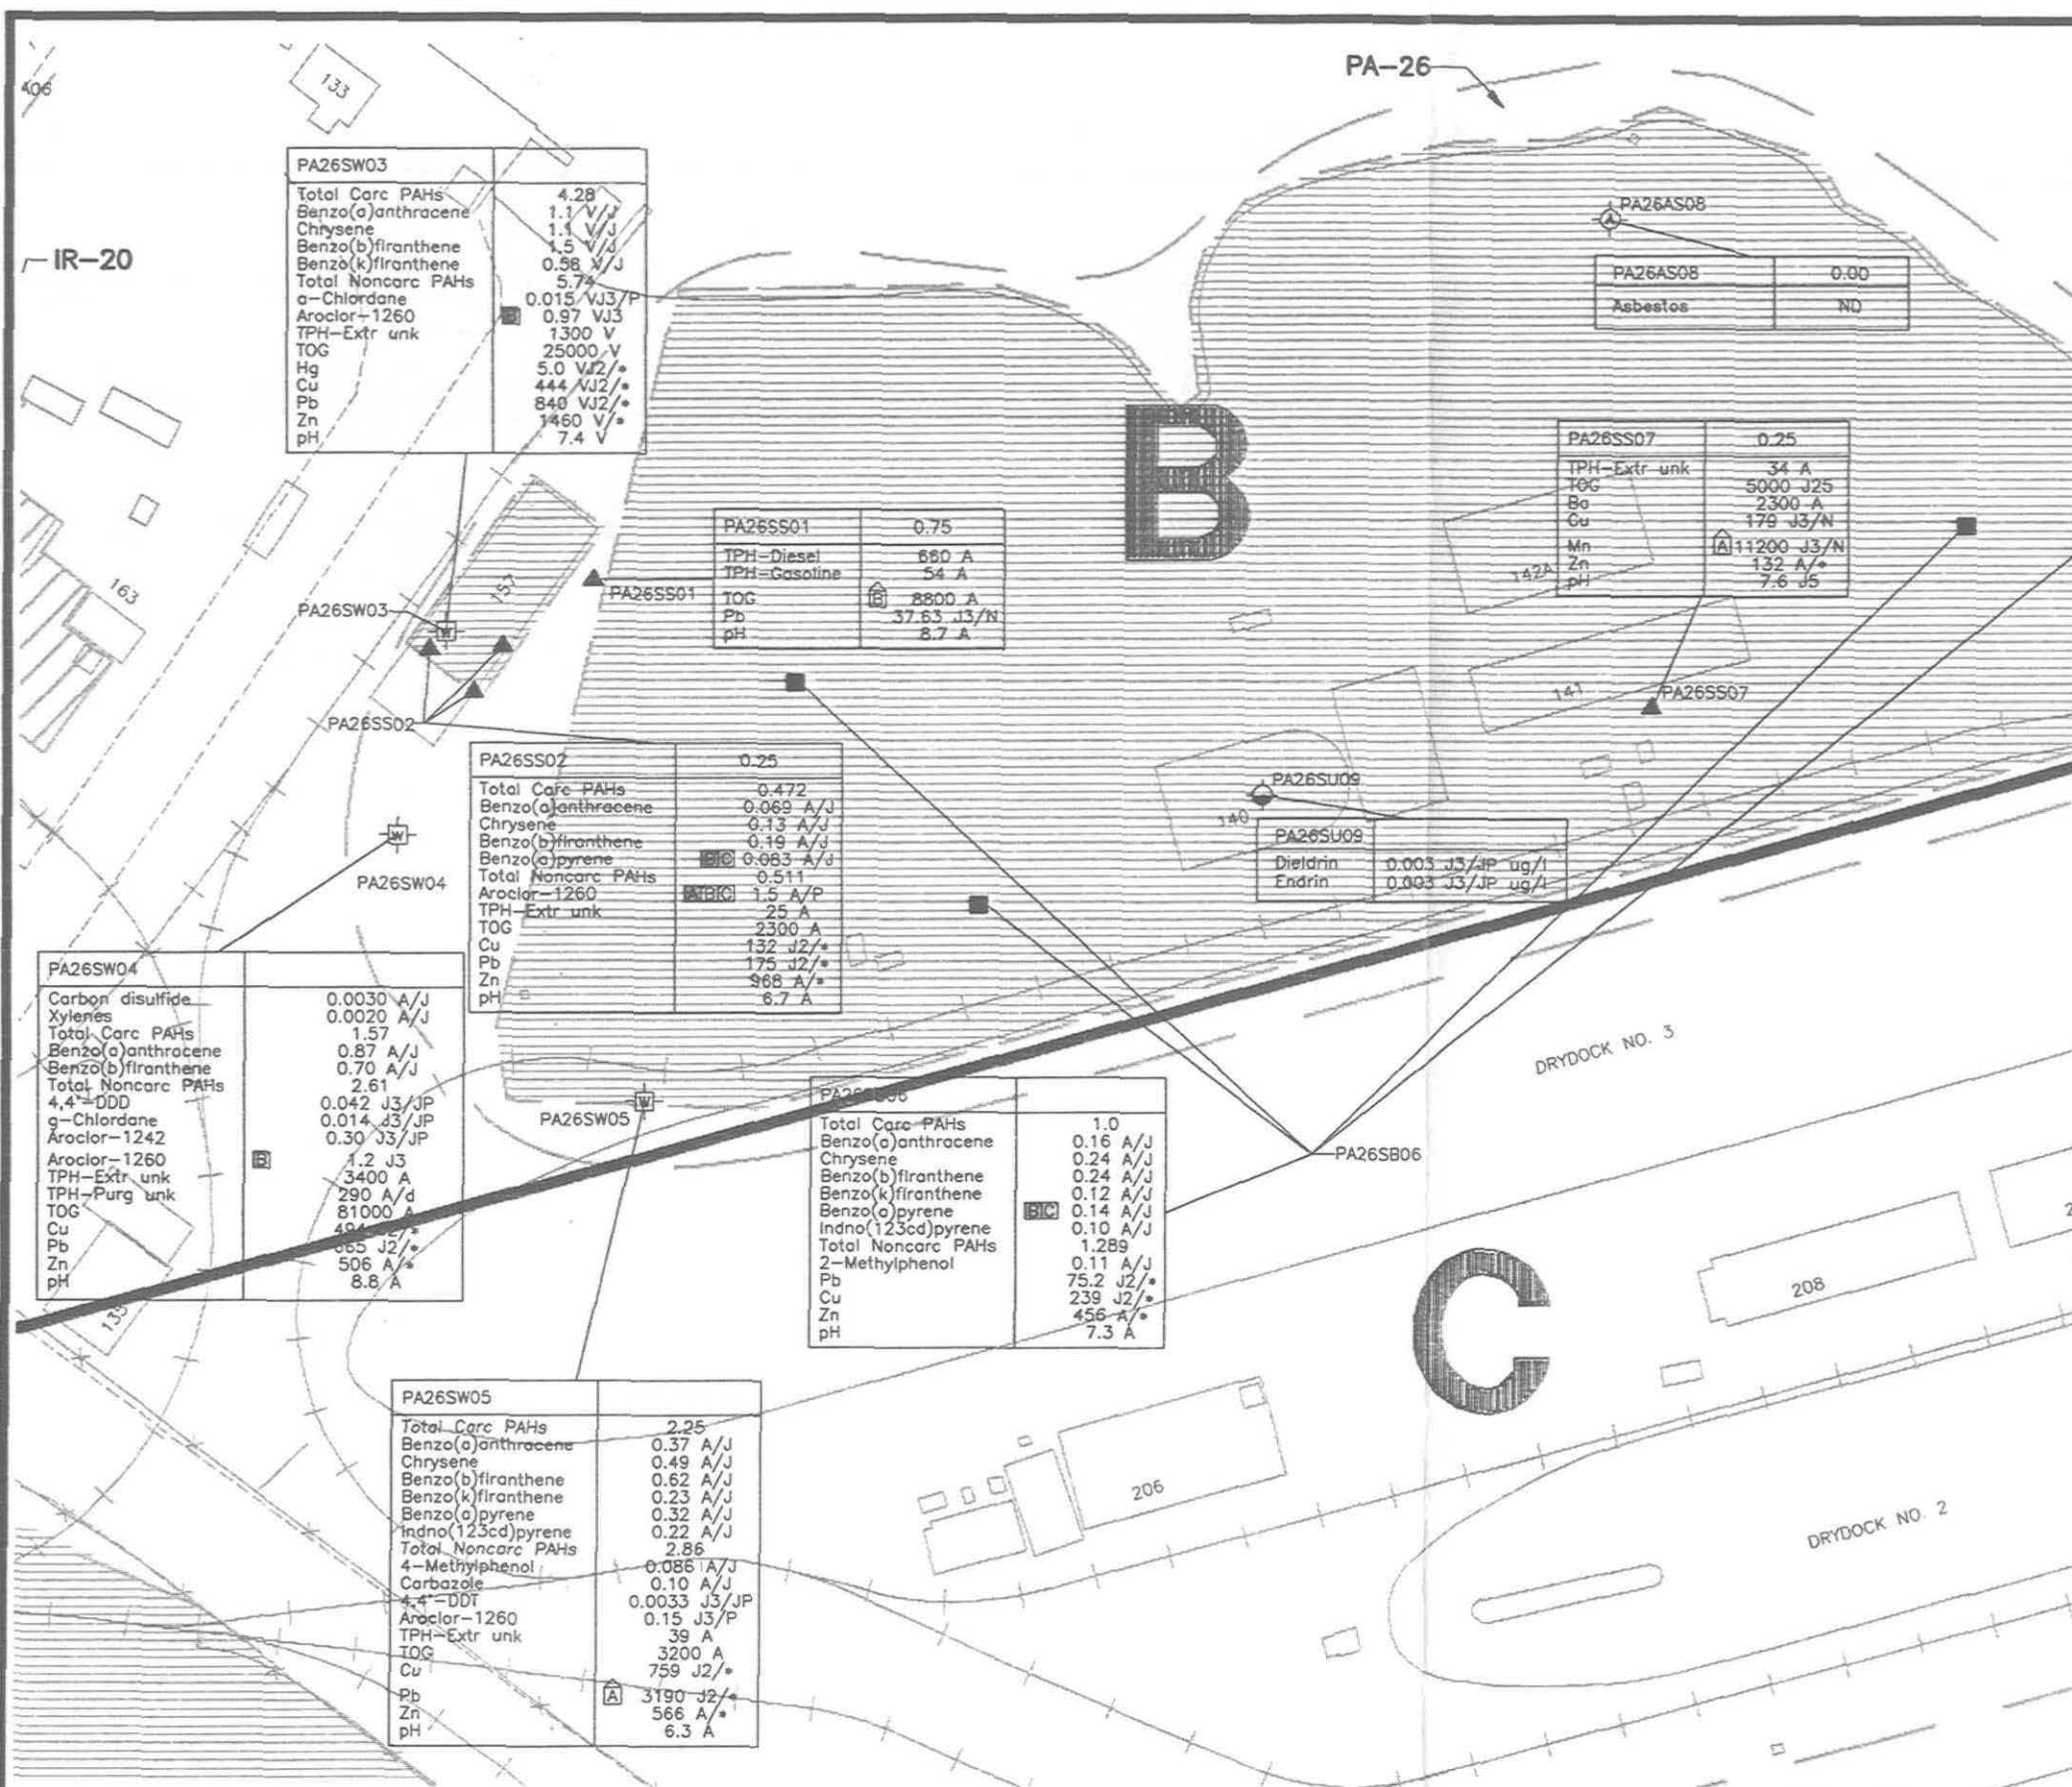 PA-26
406
133
IR-20
PA26SW03
Total Carc PAHs 4.28
Benzo(a)anthracene 1.1 V/J
Chrysene 1.1 V/J
Benzo(b)flranthene 1.5 V/J
Benzo(k)flranthene 0.58 V/J
Total Noncarc PAHs 5.74
a-Chlordane 0.015 VJ3/P
Aroclor-1260 B 0.97 VJ3
TPH-Extr unk 1300 V
TOG 25000 V
Hg 5.0 VJ2/*
Cu 444 VJ2/*
Pb 840 VJ2/*
Zn 1460 V/*
pH 7.4 V
PA26AS08
PA26AS08 0.00
Asbestos ND
B
PA26SS07 0.25
TPH-Extr unk 34 A
TOG 5000 J25
Ba 2300 A
Cu 179 J3/N
Mn A 11200 J3/N
Zn 132 A/*
pH 7.6 J5
142A
163
157
PA26SS01
PA26SW03
PA26SS01 0.75
TPH-Diesel 660 A
TPH-Gasoline 54 A
TOG B 8800 A
Pb 37.63 J3/N
pH 8.7 A
141
PA26SS07
PA26SS02
PA26SS02 0.25
Total Carc PAHs 0.472
Benzo(a)anthracene 0.069 A/J
Chrysene 0.13 A/J
Benzo(b)flranthene 0.19 A/J
Benzo(a)pyrene BC 0.083 A/J
Total Noncarc PAHs 0.511
Aroclor-1260 ABC 1.5 A/P
TPH-Extr unk 25 A
TOG 2300 A
Cu 132 J2/*
Pb 175 J2/*
Zn 968 A/*
pH 6.7 A
PA26SU09
140
PA26SU09
Dieldrin 0.003 J3/JP ug/l
Endrin 0.003 J3/JP ug/l
W
W
PA26SW04
PA26SW04
Carbon disulfide 0.0030 A/J
Xylenes 0.0020 A/J
Total Carc PAHs 1.57
Benzo(a)anthracene 0.87 A/J
Benzo(b)flranthene 0.70 A/J
Total Noncarc PAHs 2.61
4,4'-DDD 0.042 J3/JP
g-Chlordane 0.014 J3/JP
Aroclor-1242 0.30 J3/JP
Aroclor-1260 B 1.2 J3
TPH-Extr unk 3400 A
TPH-Purg unk 290 A/d
TOG 81000 A
Cu
Pb J2/*
Zn 506 A/*
pH 8.8 A
135
PA26SW05
W
DRYDOCK NO. 3
Total Carc PAHs 1.0
Benzo(a)anthracene 0.16 A/J
Chrysene 0.24 A/J
Benzo(b)flranthene 0.24 A/J
Benzo(k)flranthene 0.12 A/J
Benzo(a)pyrene BC 0.14 A/J
Indno(123cd)pyrene 0.10 A/J
Total Noncarc PAHs 1.289
2-Methylphenol 0.11 A/J
Pb 75.2 J2/*
Cu 239 J2/*
Zn 456 A/*
pH 7.3 A
PA26SB06
C
208
PA26SW05
Total Carc PAHs 2.25
Benzo(a)anthracene 0.37 A/J
Chrysene 0.49 A/J
Benzo(b)flranthene 0.62 A/J
Benzo(k)flranthene 0.23 A/J
Benzo(a)pyrene 0.32 A/J
Indno(123cd)pyrene 0.22 A/J
Total Noncarc PAHs 2.86
4-Methylphenol 0.086 A/J
Carbazole 0.10 A/J
4,4'-DDT 0.0033 J3/JP
Aroclor-1260 0.15 J3/P
TPH-Extr unk 39 A
TOG 3200 A
Cu 759 J2/*
Pb A 3190 J2/*
Zn 566 A/*
pH 6.3 A
206
DRYDOCK NO. 2